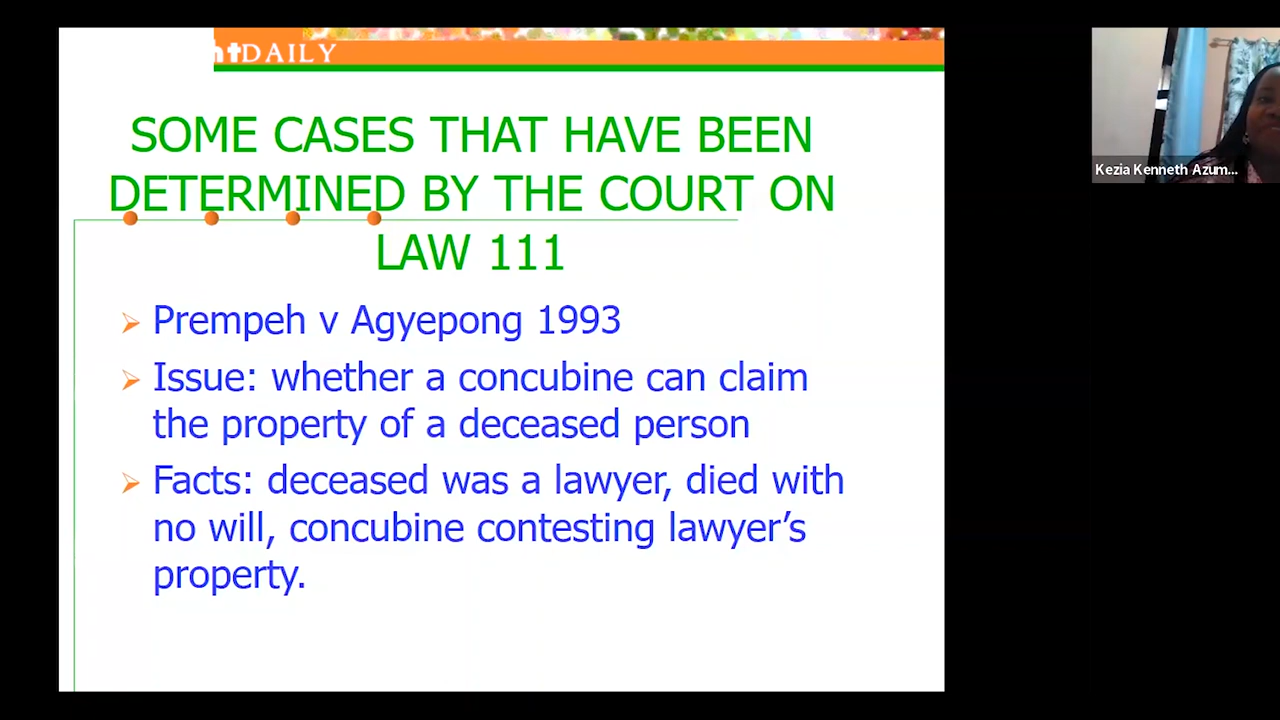 DAILY
SOME CASES THAT HAVE BEEN
DETERMINED BY THE COURT ON
LAW 111
Prempeh v Agyepong 1993
Issue: whether a concubine can claim
the property of a deceased person
Facts: deceased was a lawyer, died with
no will, concubine contesting lawyer’s
property.
Kezia Kenneth Azum...